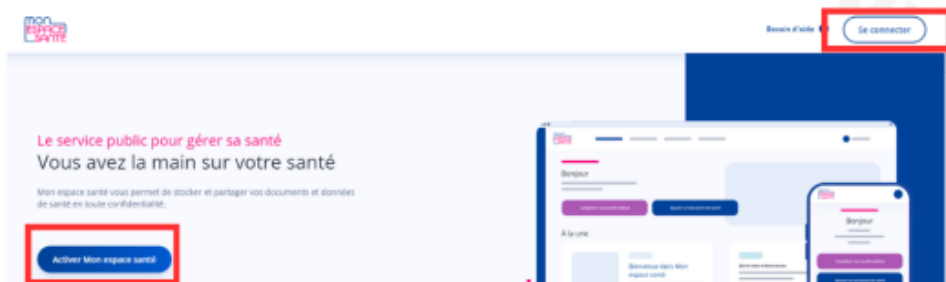 mon
ESPACE
SANTÉ
Besoin d'aide
Se connecter
Le service public pour gérer sa santé
Vous avez la main sur votre santé
Mon espace santé vous permet de stocker et partager vos documents et données
de santé en toute confidentialité.
Activer Mon espace santé
Bonjour
À la une
Bienvenue dans Mon
espace santé
Bonjour